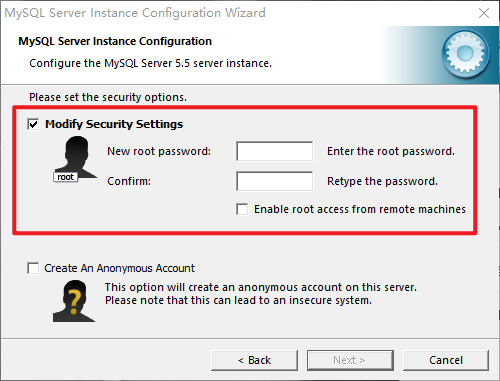 MySQL Server Instance Configuration Wizard
MySQL Server Instance Configuration
Configure the MySQL Server 5.5 server instance.
Please set the security options.
Modify Security Settings
New root password: Enter the root password.
root
Confirm: Retype the password.
Enable root access from remote machines
Create An Anonymous Account
This option will create an anonymous account on this server.
Please note that this can lead to an insecure system.
< Back Next > Cancel